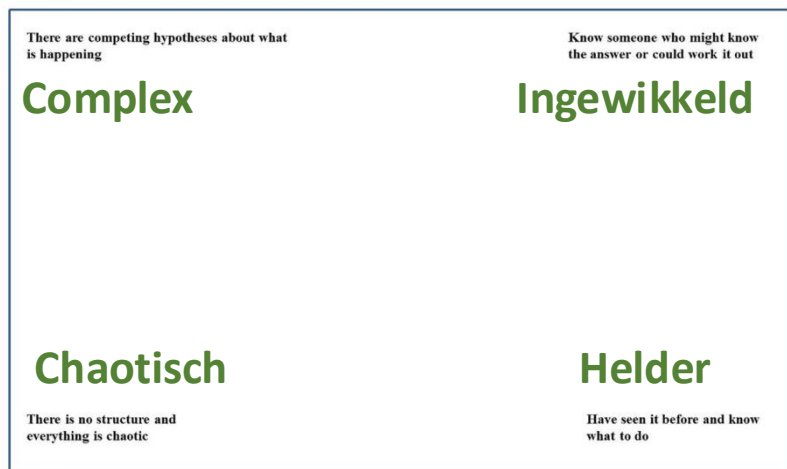 There are competing hypotheses about what
is happening
Know someone who might know
the answer or could work it out
Complex
Ingewikkeld
Chaotisch
Helder
There is no structure and
everything is chaotic
Have seen it before and know
what to do